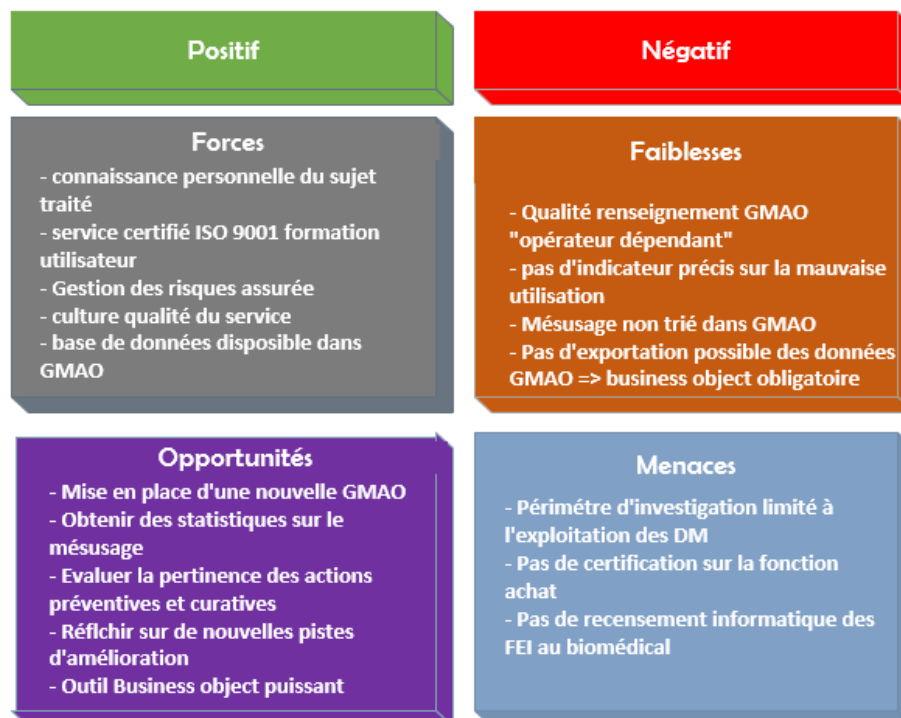 Positif
Négatif
Forces
- connaissance personnelle du sujet
traité
- service certifié ISO 9001 formation
utilisateur
- Gestion des risques assurée
- culture qualité du service
- base de données disposible dans
GMAO
Faiblesses
- Qualité renseignement GMAO
"opérateur dépendant"
- pas d'indicateur précis sur la mauvaise
utilisation
- Mésusage non trié dans GMAO
- Pas d'exportation possible des données
GMAO => business object obligatoire
Opportunités
- Mise en place d'une nouvelle GMAO
- Obtenir des statistiques sur le
mésusage
- Evaluer la pertinence des actions
préventives et curatives
- Réflchir sur de nouvelles pistes
d'amélioration
- Outil Business object puissant
Menaces
- Périmétre d'investigation limité à
l'exploitation des DM
- Pas de certification sur la fonction
achat
- Pas de recensement informatique des
FEI au biomédical